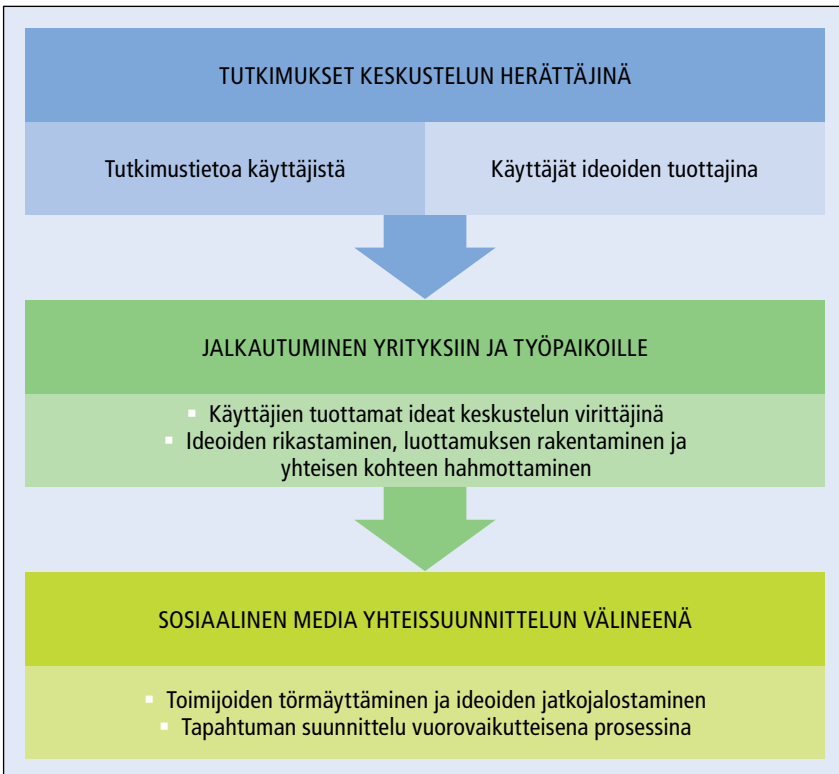 TUTKIMUKSET KESKUSTELUN HERÄTTÄJINÄ
Tutkimustietoa käyttäjistä
Käyttäjät ideoiden tuottajina
JALKAUTUMINEN YRITYKSIIN JA TYÖPAIKOILLE
▪ Käyttäjien tuottamat ideat keskustelun virittäjinä
▪ Ideoiden rikastaminen, luottamuksen rakentaminen ja
yhteisen kohteen hahmottaminen
SOSIAALINEN MEDIA YHTEISSUUNNITTELUN VÄLINEENÄ
▪ Toimijoiden törmäyttäminen ja ideoiden jatkojalostaminen
▪ Tapahtuman suunnittelu vuorovaikutteisena prosessina